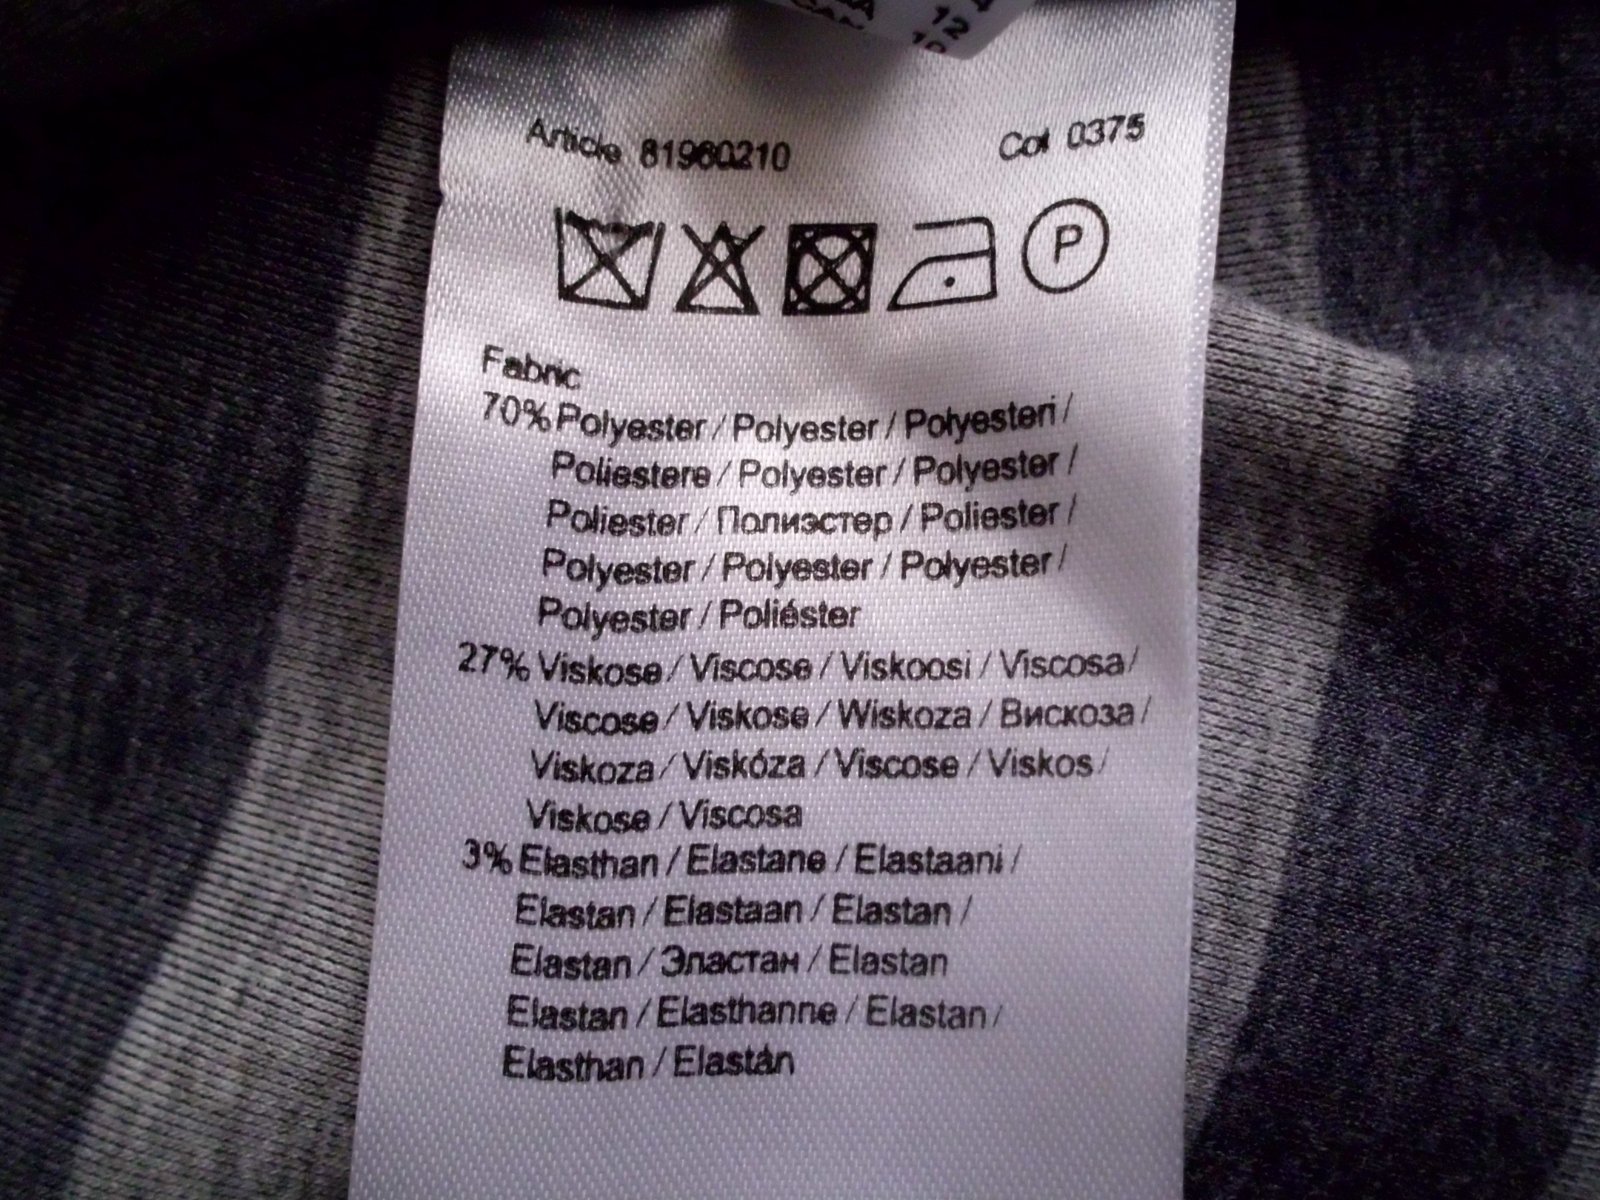 12
Article 81960210 Col 0375
P
Fabric
70% Polyester / Polyester / Polyesteri /
Poliestere / Polyester / Polyester /
Poliester / Полиэстер / Poliester /
Polyester / Polyester / Polyester /
Polyester / Poliéster
27% Viskose / Viscose / Viskoosi / Viscosa /
Viscose / Viskose / Wiskoza / Вискоза /
Viskoza / Viskóza / Viscose / Viskos /
Viskose / Viscosa
3% Elasthan / Elastane / Elastaani /
Elastan / Elastaan / Elastan /
Elastan / Эластан / Elastan
Elastan / Elasthanne / Elastan /
Elasthan / Elastán